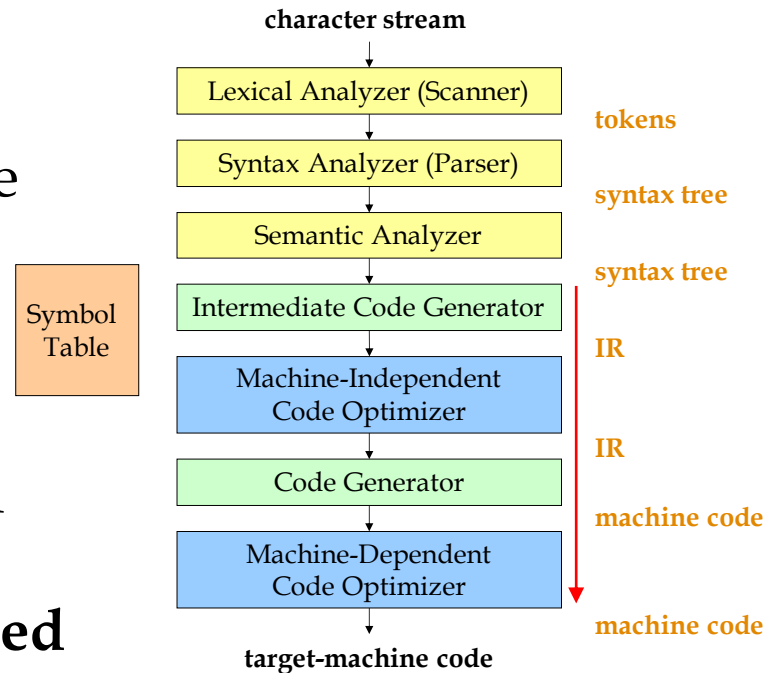 character stream
Lexical Analyzer (Scanner)
tokens
Syntax Analyzer (Parser)
syntax tree
Semantic Analyzer
syntax tree
Symbol
Table
Intermediate Code Generator
IR
Machine-Independent
Code Optimizer
IR
Code Generator
machine code
Machine-Dependent
Code Optimizer
machine code
ed
target-machine code